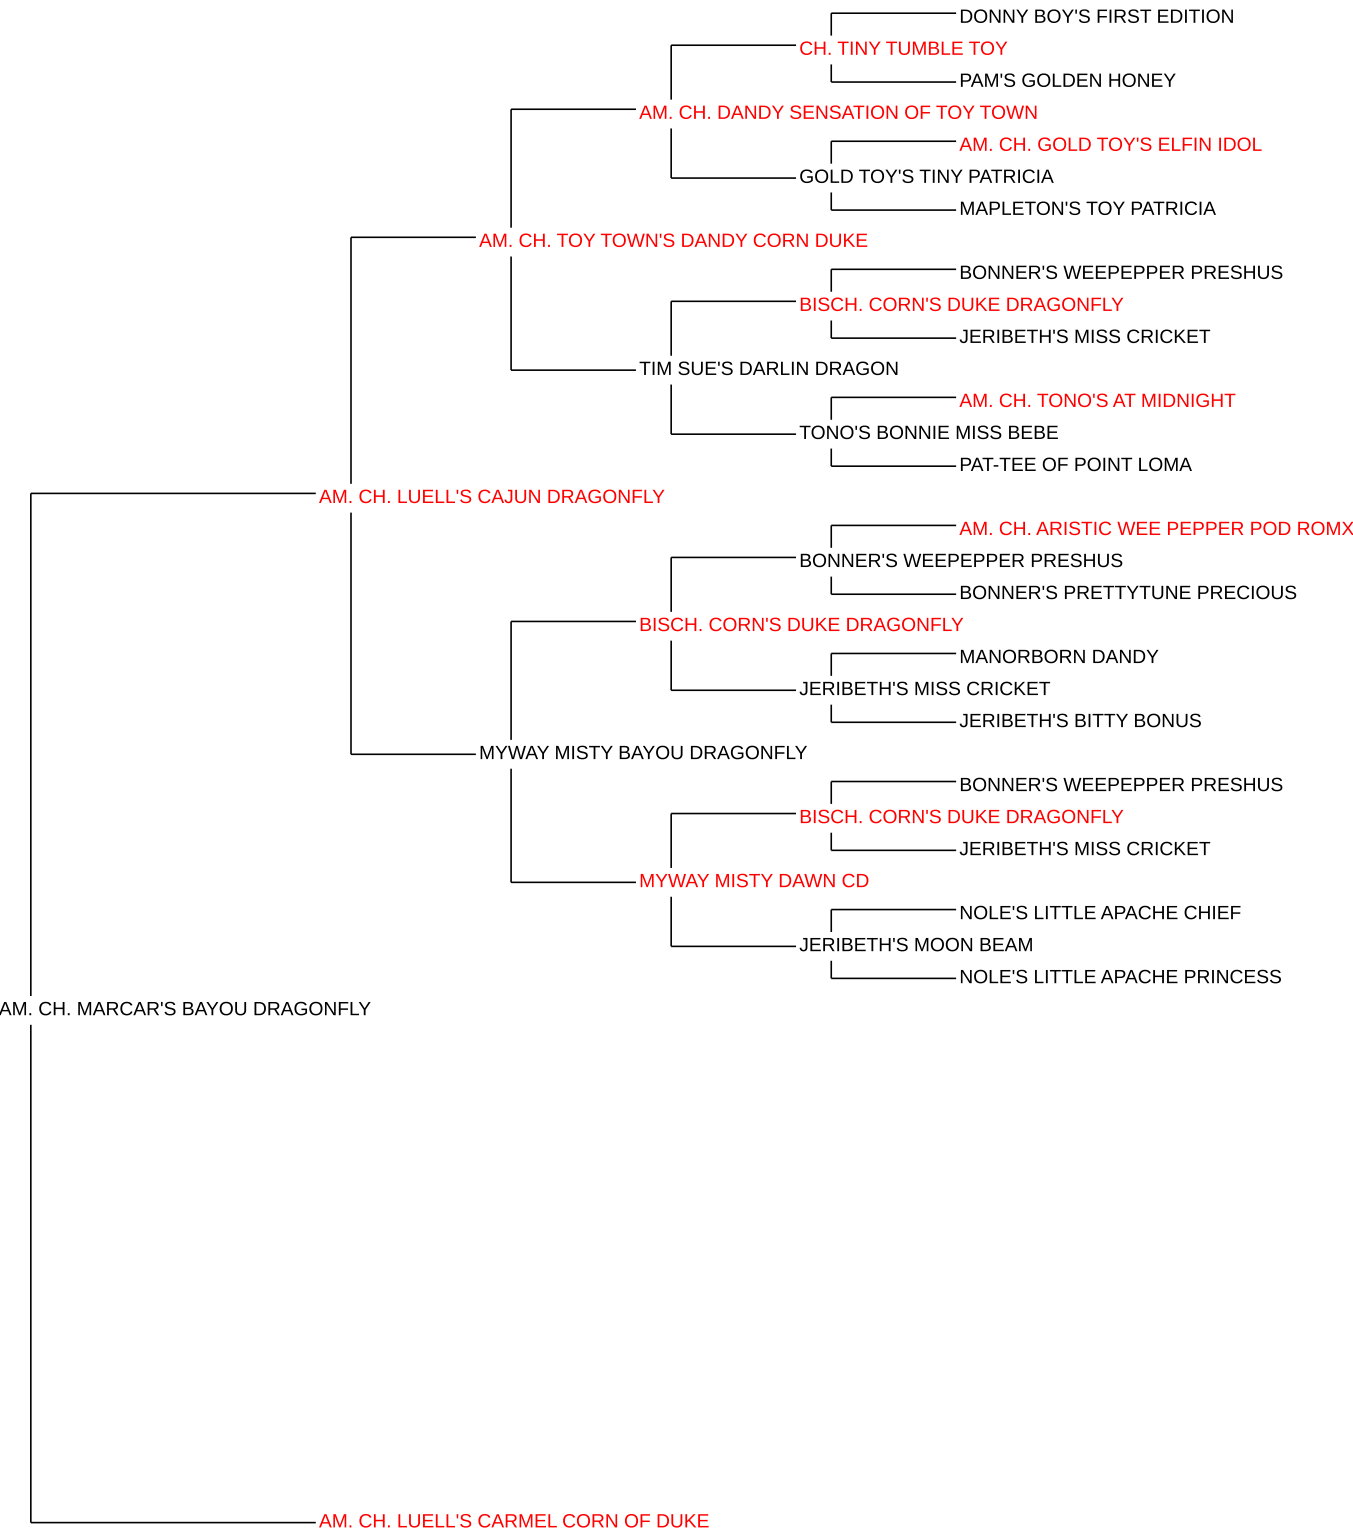 DONNY BOY'S FIRST EDITION
CH. TINY TUMBLE TOY
PAM'S GOLDEN HONEY
AM. CH. DANDY SENSATION OF TOY TOWN
AM. CH. GOLD TOY'S ELFIN IDOL
GOLD TOY'S TINY PATRICIA
MAPLETON'S TOY PATRICIA
AM. CH. TOY TOWN'S DANDY CORN DUKE
BONNER'S WEEPEPPER PRESHUS
BISCH. CORN'S DUKE DRAGONFLY
JERIBETH'S MISS CRICKET
TIM SUE'S DARLIN DRAGON
AM. CH. TONO'S AT MIDNIGHT
TONO'S BONNIE MISS BEBE
PAT-TEE OF POINT LOMA
AM. CH. LUELL'S CAJUN DRAGONFLY
AM. CH. ARISTIC WEE PEPPER POD ROMX
BONNER'S WEEPEPPER PRESHUS
BONNER'S PRETTYTUNE PRECIOUS
BISCH. CORN'S DUKE DRAGONFLY
MANORBORN DANDY
JERIBETH'S MISS CRICKET
JERIBETH'S BITTY BONUS
MYWAY MISTY BAYOU DRAGONFLY
BONNER'S WEEPEPPER PRESHUS
BISCH. CORN'S DUKE DRAGONFLY
JERIBETH'S MISS CRICKET
MYWAY MISTY DAWN CD
NOLE'S LITTLE APACHE CHIEF
JERIBETH'S MOON BEAM
NOLE'S LITTLE APACHE PRINCESS
AM. CH. MARCAR'S BAYOU DRAGONFLY
AM. CH. LUELL'S CARMEL CORN OF DUKE